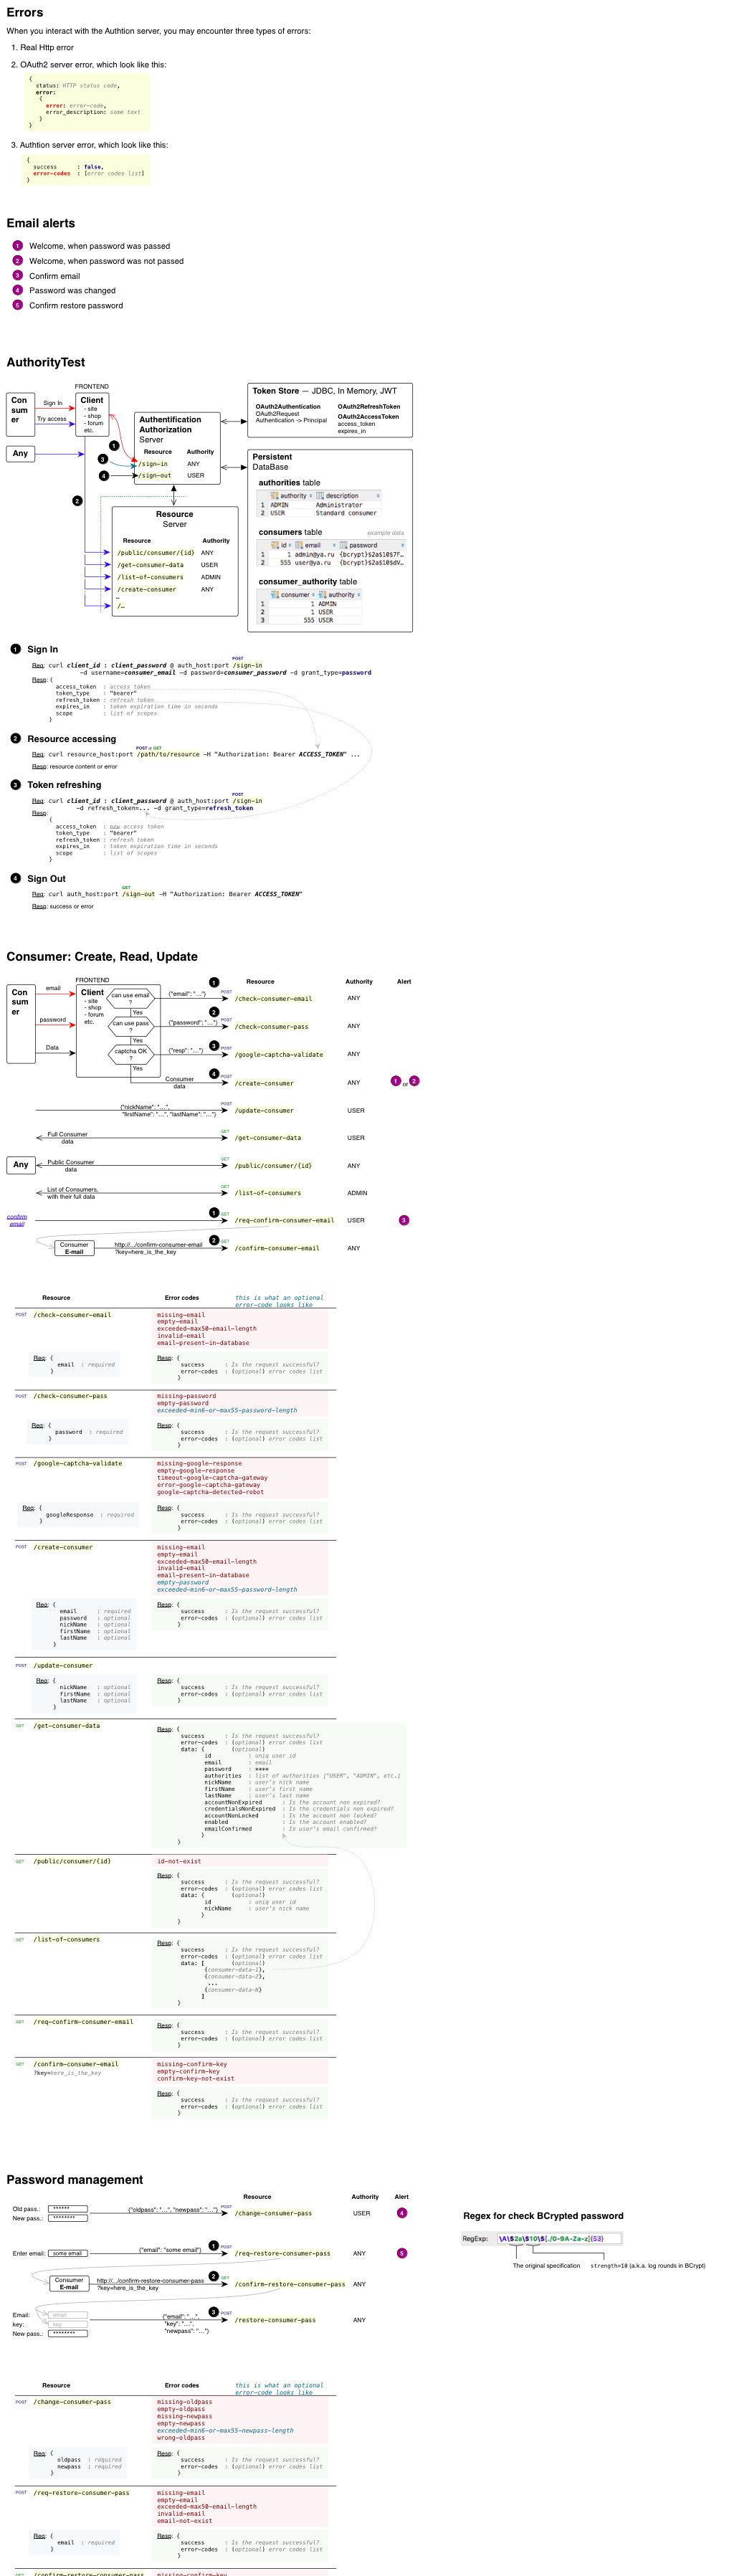 Errors
When you interact with the Authtion server, you may encounter three types of errors:
1. Real Http error
2. OAuth2 server error, which look like this:
{
status: HTTP status code,
error:
{
error: error-code,
error_description: some text
}
}
3. Authtion server error, which look like this:
{
success : false,
error-codes : [error codes list]
}
Email alerts
1 Welcome, when password was passed
2 Welcome, when password was not passed
3 Confirm email
4 Password was changed
5 Confirm restore password
AuthorityTest
FRONTEND
Con
sum
er
Sign In
Try access
Client
- site
- shop
- forum
etc.
Any
Authentification
Authorization
Server
Resource Authority
/sign-in ANY
/sign-out USER
1
3
4
2
Token Store — JDBC, In Memory, JWT
OAuth2Authentication
OAuth2Request
Authentication -> Principal
OAuth2RefreshToken
OAuth2AccessToken
access_token
expires_in
Resource
Server
Resource Authority
/public/consumer/{id} ANY
/get-consumer-data USER
/list-of-consumers ADMIN
/create-consumer ANY
…
/…
Persistent
DataBase
authorities table
authority description
ADMIN Administrator
USER Standard consumer
consumers table example data
id email password
1 1 admin@ya.ru {bcrypt}$2a$10$7F…
2 555 user@ya.ru {bcrypt}$2a$10$dV…
consumer_authority table
consumer authority
1 1 ADMIN
2 1 USER
3 555 USER
1 Sign In
POST
Req: curl client_id : client_password @ auth_host:port /sign-in
-d username=consumer_email -d password=consumer_password -d grant_type=password
Resp: {
access_token : access token
token_type : "bearer"
refresh_token : refresh token
expires_in : token expiration time in seconds
scope : list of scopes
}
2 Resource accessing
POST or GET
Req: curl resource_host:port /path/to/resource -H "Authorization: Bearer ACCESS_TOKEN" ...
Resp: resource content or error
3 Token refreshing
POST
Req: curl client_id : client_password @ auth_host:port /sign-in
-d refresh_token=... -d grant_type=refresh_token
Resp:
{
access_token : new access token
token_type : "bearer"
refresh_token : refresh token
expires_in : token expiration time in seconds
scope : list of scopes
}
4 Sign Out
GET
Req: curl auth_host:port /sign-out -H "Authorization: Bearer ACCESS_TOKEN"
Resp: success or error
Consumer: Create, Read, Update
FRONTEND
Resource Authority Alert
Con
sum
er
email
password
Data
Client
- site
- shop
- forum
etc.
can use email
?
Yes
can use pass
?
Yes
captcha OK
?
Yes
{"email": "…"} 1 POST /check-consumer-email ANY
{"password": "…"} 2 POST /check-consumer-pass ANY
{"resp": "…"} 3 POST /google-captcha-validate ANY
Consumer
data
4 POST /create-consumer ANY 1 or 2
{"nickName": "…",
"firstName": "…", "lastName": "…"}
POST /update-consumer USER
Full Consumer
data
GET /get-consumer-data USER
Any
Public Consumer
data
GET /public/consumer/{id} ANY
List of Consumers,
with their full data
GET /list-of-consumers ADMIN
confirm
email
1 GET /req-confirm-consumer-email USER 3
Consumer
E-mail
http://.../confirm-consumer-email
?key=here_is_the_key
2 GET /confirm-consumer-email ANY
Resource Error codes this is what an optional
error-code looks like
POST /check-consumer-email missing-email
empty-email
exceeded-max50-email-length
invalid-email
email-present-in-database
Req: {
email : required
}
Resp: {
success : Is the request successful?
error-codes : (optional) error codes list
}
POST /check-consumer-pass missing-password
empty-password
exceeded-min6-or-max55-password-length
Req: {
password : required
}
Resp: {
success : Is the request successful?
error-codes : (optional) error codes list
}
POST /google-captcha-validate missing-google-response
empty-google-response
timeout-google-captcha-gateway
error-google-captcha-gateway
google-captcha-detected-robot
Req: {
googleResponse : required
}
Resp: {
success : Is the request successful?
error-codes : (optional) error codes list
}
POST /create-consumer missing-email
empty-email
exceeded-max50-email-length
invalid-email
email-present-in-database
empty-password
exceeded-min6-or-max55-password-length
Req: {
email : required
password : optional
nickName : optional
firstName : optional
lastName : optional
}
Resp: {
success : Is the request successful?
error-codes : (optional) error codes list
}
POST /update-consumer
Req: {
nickName : optional
firstName : optional
lastName : optional
}
Resp: {
success : Is the request successful?
error-codes : (optional) error codes list
}
GET /get-consumer-data
Resp: {
success : Is the request successful?
error-codes : (optional) error codes list
data: { (optional)
id : uniq user id
email : email
password : ****
authorities : list of authorities ["USER", "ADMIN", etc.]
nickName : user's nick name
firstName : user's first name
lastName : user's last name
accountNonExpired : Is the account non expired?
credentialsNonExpired : Is the credentials non expired?
accountNonLocked : Is the account non locked?
enabled : Is the account enabled?
emailConfirmed : Is user's email confirmed?
}
}
GET /public/consumer/{id} id-not-exist
Resp: {
success : Is the request successful?
error-codes : (optional) error codes list
data: { (optional)
id : uniq user id
nickName : user's nick name
}
}
GET /list-of-consumers
Resp: {
success : Is the request successful?
error-codes : (optional) error codes list
data: [ (optional)
{consumer-data-1},
{consumer-data-2},
...
{consumer-data-N}
]
}
GET /req-confirm-consumer-email
Resp: {
success : Is the request successful?
error-codes : (optional) error codes list
}
GET /confirm-consumer-email missing-confirm-key
?key=here_is_the_key empty-confirm-key
confirm-key-not-exist
Resp: {
success : Is the request successful?
error-codes : (optional) error codes list
}
Password management
Resource Authority Alert
Old pass.: ******
New pass.: ********
{"oldpass": "…", "newpass": "…"} POST /change-consumer-pass USER 4
Enter email: some email
{"email": "some email"} 1 POST /req-restore-consumer-pass ANY 5
Consumer
E-mail
http://.../confirm-restore-consumer-pass
?key=here_is_the_key
2 GET /confirm-restore-consumer-pass ANY
Email: email
key: key
New pass.: ********
{"email": "…",
"key": "…",
"newpass": "…"}
3 POST /restore-consumer-pass ANY
Regex for check BCrypted password
RegExp: \A\$2a\$10\$[./0-9A-Za-z]{53}
The original specification
strength=10 (a.k.a. log rounds in BCrypt)
Resource Error codes this is what an optional
error-code looks like
POST /change-consumer-pass missing-oldpass
empty-oldpass
missing-newpass
empty-newpass
exceeded-min6-or-max55-newpass-length
wrong-oldpass
Req: {
oldpass : required
newpass : required
}
Resp: {
success : Is the request successful?
error-codes : (optional) error codes list
}
POST /req-restore-consumer-pass missing-email
empty-email
exceeded-max50-email-length
invalid-email
email-not-exist
Req: {
email : required
}
Resp: {
success : Is the request successful?
error-codes : (optional) error codes list
}
GET /confirm-restore-consumer-pass missing-confirm-key